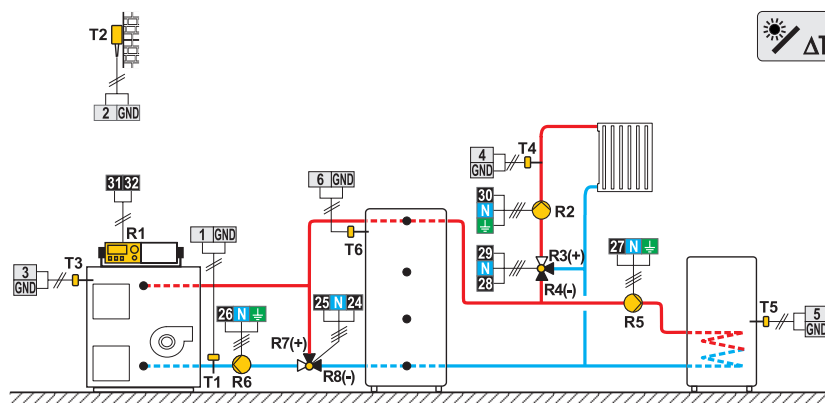 T2
ΔT
2 GND
4 T4
GND
31 32
6 GND
30
N R2
R1
1 GND
T6
29 R3(+)
N
28 R4(-)
27 N
3 T3
GND
26 N
25 N 24
R7(+)
T5 5
GND
R5
T1 R6 R8(-)